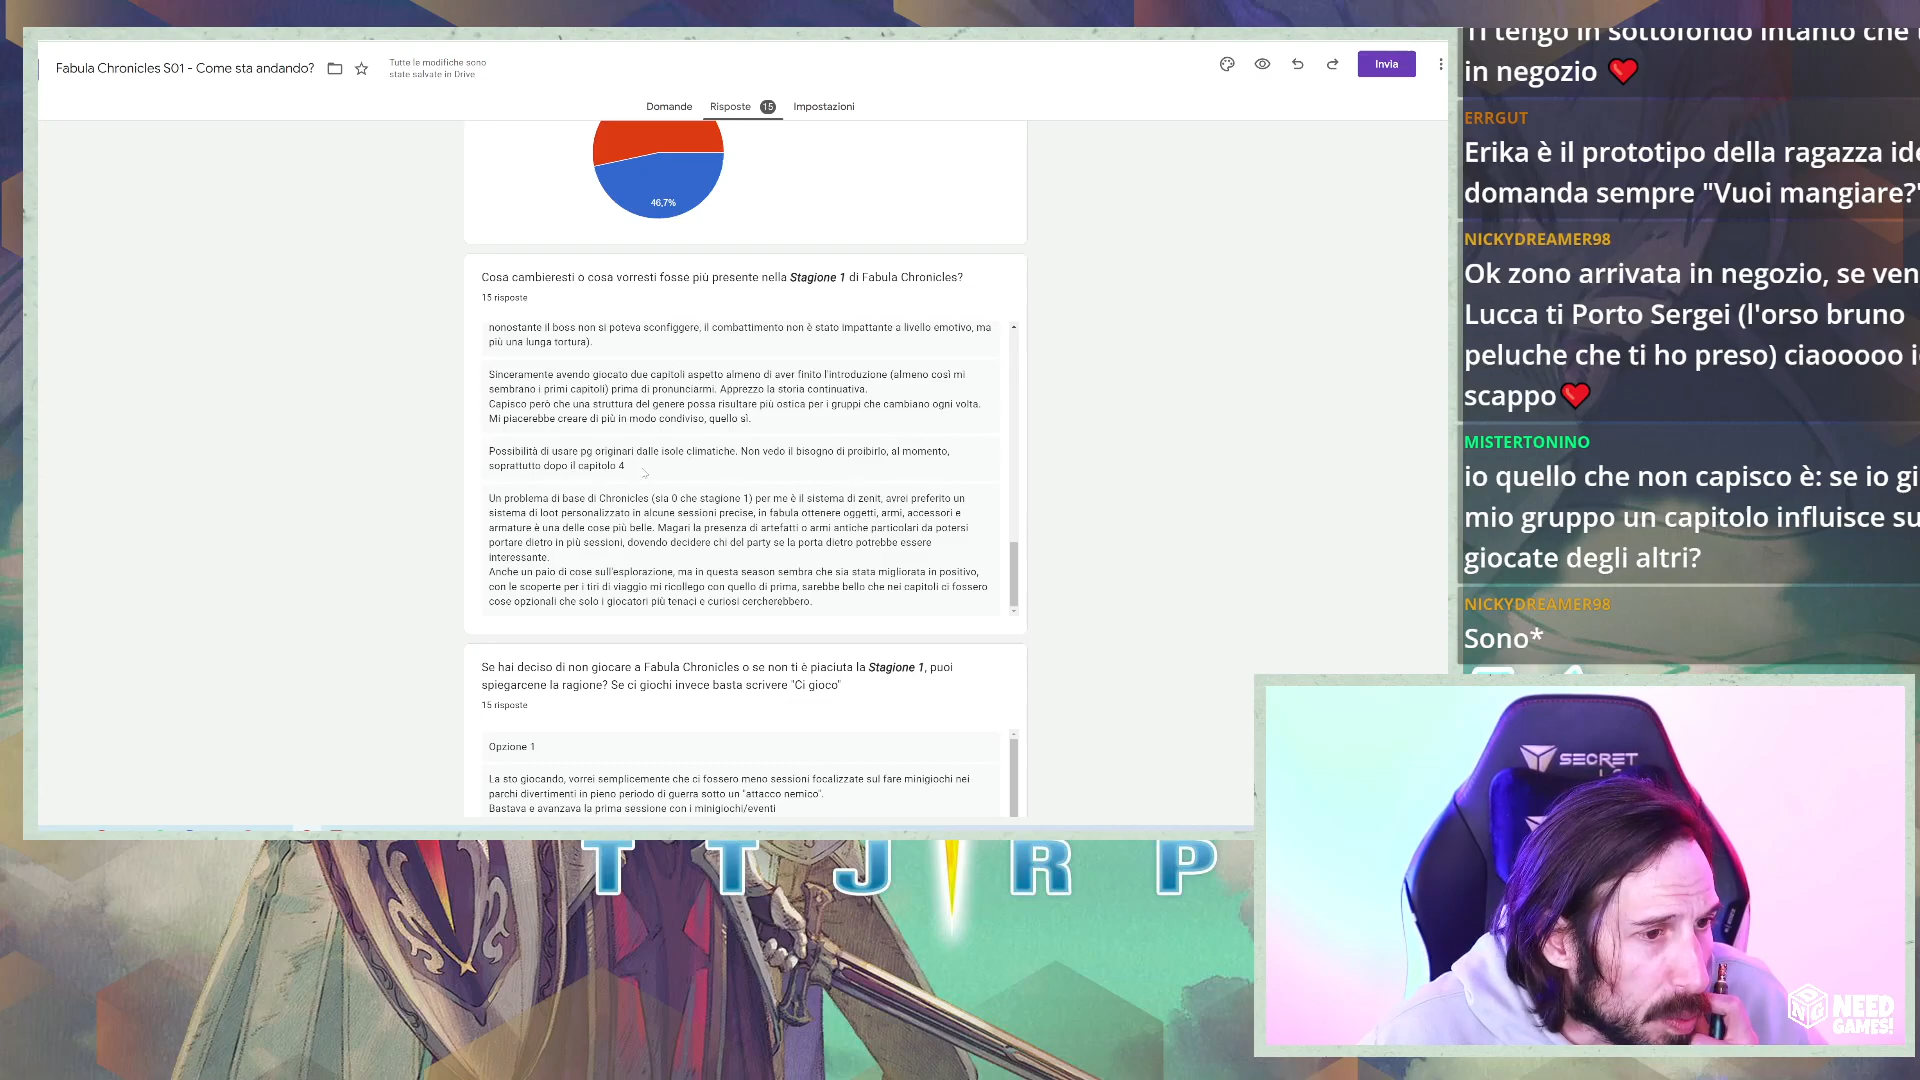 Fabula Chronicles S01 - Come sta andando?
Tutte le modifiche sono
state salvate in Drive
Invia
Domande
Risposte
15
Impostazioni
46,7%
Cosa cambieresti o cosa vorresti fosse più presente nella Stagione 1 di Fabula Chronicles?
15 risposte
nonostante il boss non si poteva sconfiggere, il combattimento non è stato impattante a livello emotivo, ma
più una lunga tortura).
Sinceramente avendo giocato due capitoli aspetto almeno di aver finito l'introduzione (almeno così mi
sembrano i primi capitoli) prima di pronunciarmi. Apprezzo la storia continuativa.
Capisco però che una struttura del genere possa risultare più ostica per i gruppi che cambiano ogni volta.
Mi piacerebbe creare di più in modo condiviso, quello sì.
Possibilità di usare pg originari dalle isole climatiche. Non vedo il bisogno di proibirlo, al momento,
soprattutto dopo il capitolo 4
Un problema di base di Chronicles (sia 0 che stagione 1) per me è il sistema di zenit, avrei preferito un
sistema di loot personalizzato in alcune sessioni precise, in fabula ottenere oggetti, armi, accessori e
armature è una delle cose più belle. Magari la presenza di artefatti o armi antiche particolari da potersi
portare dietro in più sessioni, dovendo decidere chi del party se la porta dietro potrebbe essere
interessante.
Anche un paio di cose sull'esplorazione, ma in questa season sembra che sia stata migliorata in positivo,
con le scoperte per i tiri di viaggio mi ricollego con quello di prima, sarebbe bello che nei capitoli ci fossero
cose opzionali che solo i giocatori più tenaci e curiosi cercherebbero.
Se hai deciso di non giocare a Fabula Chronicles o se non ti è piaciuta la Stagione 1, puoi
spiegarcene la ragione? Se ci giochi invece basta scrivere "Ci gioco"
15 risposte
Opzione 1
La sto giocando, vorrei semplicemente che ci fossero meno sessioni focalizzate sul fare minigiochi nei
parchi divertimenti in pieno periodo di guerra sotto un "attacco nemico".
Bastava e avanzava la prima sessione con i minigiochi/eventi
Ti tengo in sottofondo intanto che
in negozio
ERRGUT
Erika è il prototipo della ragazza ide
domanda sempre "Vuoi mangiare?"
NICKYDREAMER98
Ok zono arrivata in negozio, se ven
Lucca ti Porto Sergei (l'orso bruno
peluche che ti ho preso) ciaooooo i
scappo
MISTERTONINO
io quello che non capisco è: se io gi
mio gruppo un capitolo influisce su
giocate degli altri?
NICKYDREAMER98
Sono*
TTJRP
SECRET
NEED
GAMES!